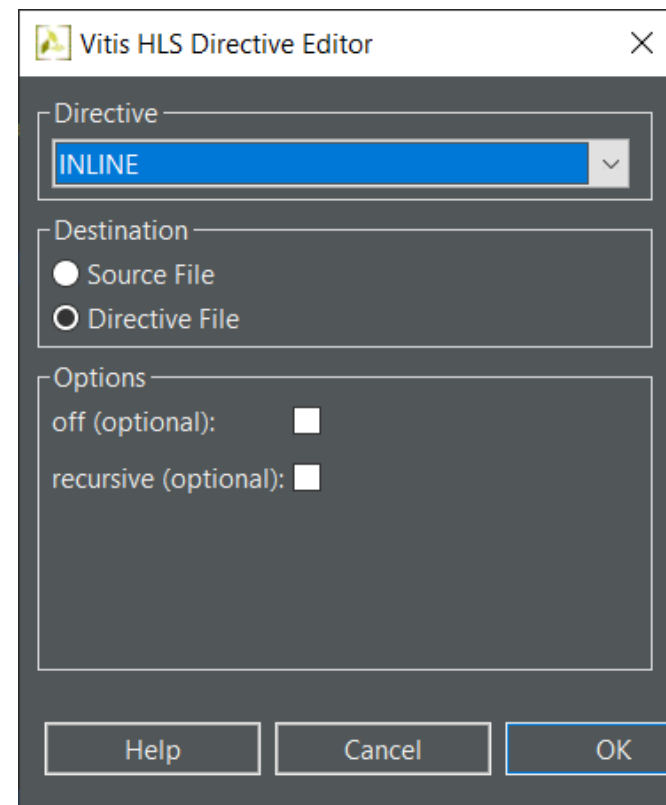 Vitis HLS Directive Editor
Directive
INLINE
Destination
Source File
Directive File
Options
off (optional):
recursive (optional):
Help Cancel OK